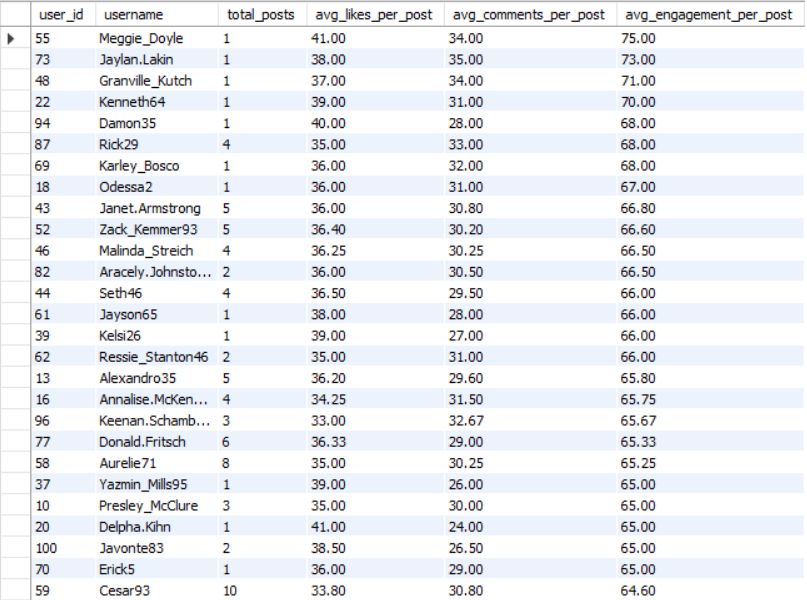 user_id username total_posts avg_likes_per_post avg_comments_per_post avg_engagement_per_post
55 Meggie_Doyle 1 41.00 34.00 75.00
73 Jaylan.Lakin 1 38.00 35.00 73.00
48 Granville_Kutch 1 37.00 34.00 71.00
22 Kenneth64 1 39.00 31.00 70.00
94 Damon35 1 40.00 28.00 68.00
87 Rick29 4 35.00 33.00 68.00
69 Karley_Bosco 1 36.00 32.00 68.00
18 Odessa2 1 36.00 31.00 67.00
43 Janet.Armstrong 5 36.00 30.80 66.80
52 Zack_Kemmer93 5 36.40 30.20 66.60
46 Malinda_Streich 4 36.25 30.25 66.50
82 Aracely.Johnsto... 2 36.00 30.50 66.50
44 Seth46 4 36.50 29.50 66.00
61 Jayson65 1 38.00 28.00 66.00
39 Kelsi26 1 39.00 27.00 66.00
62 Ressie_Stanton46 2 35.00 31.00 66.00
13 Alexandro35 5 36.20 29.60 65.80
16 Annalise.McKen... 4 34.25 31.50 65.75
96 Keenan.Schamb... 3 33.00 32.67 65.67
77 Donald.Fritsch 6 36.33 29.00 65.33
58 Aurelie71 8 35.00 30.25 65.25
37 Yazmin_Mills95 1 39.00 26.00 65.00
10 Presley_McClure 3 35.00 30.00 65.00
20 Delpha.Kihn 1 41.00 24.00 65.00
100 Javonte83 2 38.50 26.50 65.00
70 Erick5 1 36.00 29.00 65.00
59 Cesar93 10 33.80 30.80 64.60